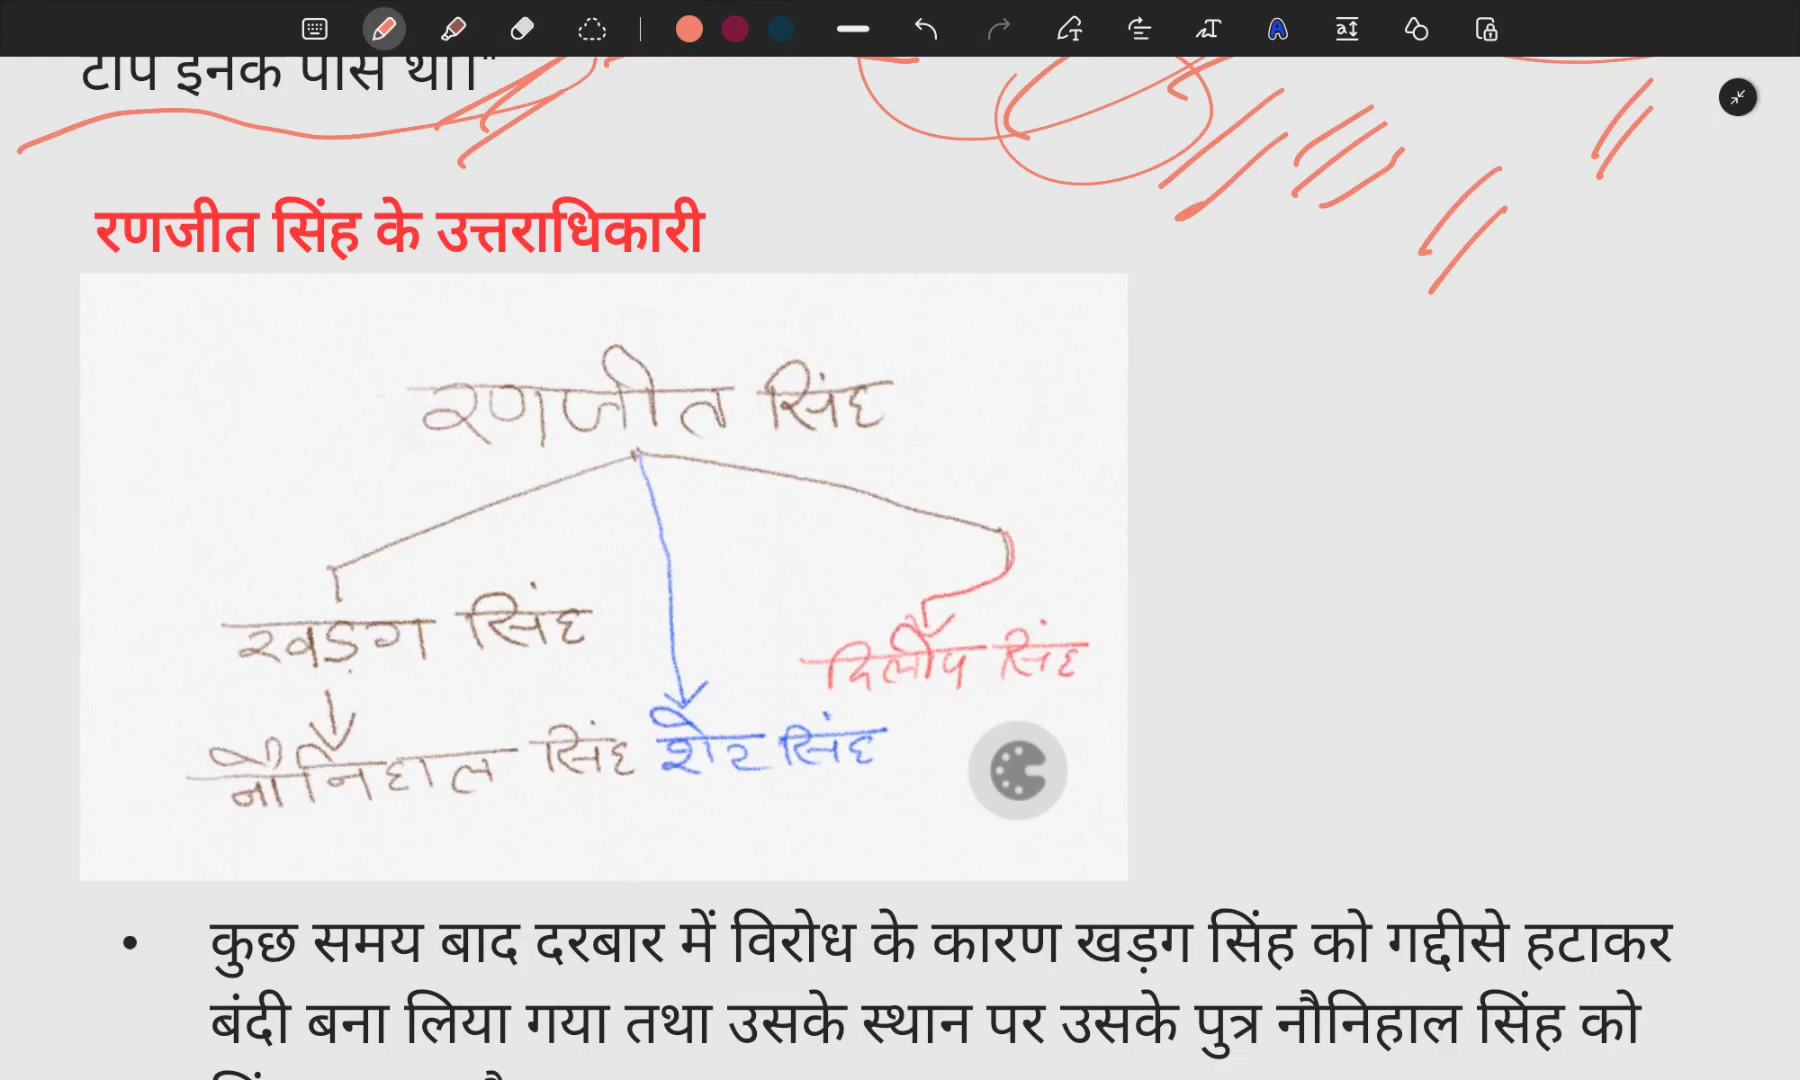 टोप इनके पास था।"
रणजीत सिंह के उत्तराधिकारी
रणजीत सिंह
खड़ग सिंह
दिलीप सिंह
नौनिहाल सिंह शेर सिंह
• कुछ समय बाद दरबार में विरोध के कारण खड़ग सिंह को गद्दीसे हटाकर
बंदी बना लिया गया तथा उसके स्थान पर उसके पुत्र नौनिहाल सिंह को